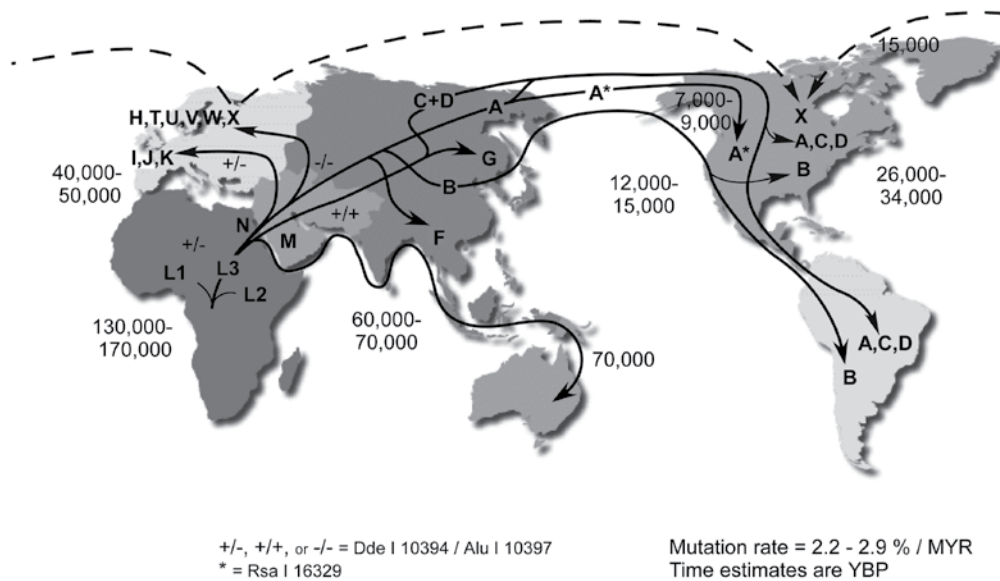 15,000
C+D
A
A*
7,000-
9,000
X
H,T,U,V,W,X
A,C,D
I,J,K
+/-
-/-
G
A*
B
40,000-
50,000
B
12,000-
15,000
26,000-
34,000
N
+/+
M
F
+/-
L1
L3
L2
130,000-
170,000
60,000-
70,000
70,000
A,C,D
B
+/-, +/+, or -/- = Dde I 10394 / Alu I 10397
* = Rsa I 16329
Mutation rate = 2.2 - 2.9 % / MYR
Time estimates are YBP